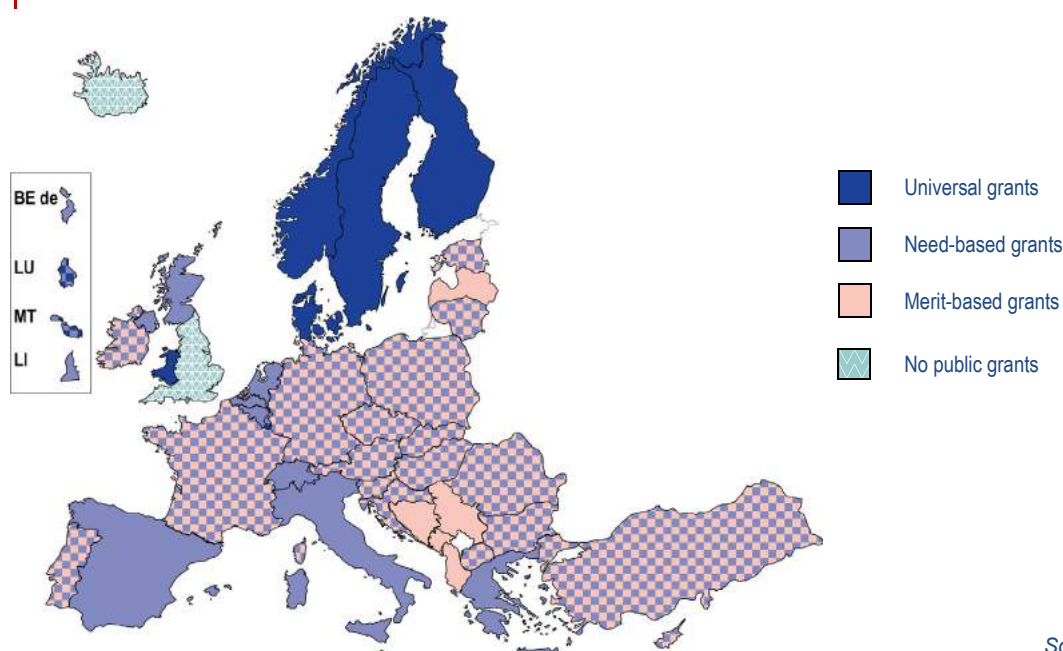 BE de
LU
MT
LI
Universal grants
Need-based grants
Merit-based grants
No public grants